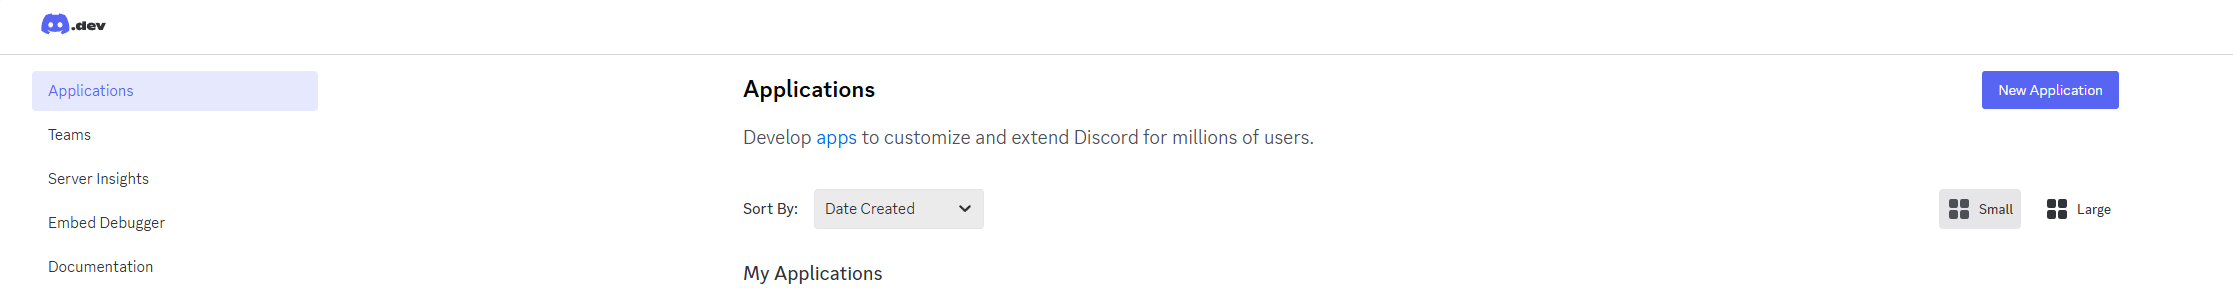 .dev
Applications
Teams
Server Insights
Embed Debugger
Documentation
Applications
New Application
Develop apps to customize and extend Discord for millions of users.
Sort By: Date Created
Small Large
My Applications